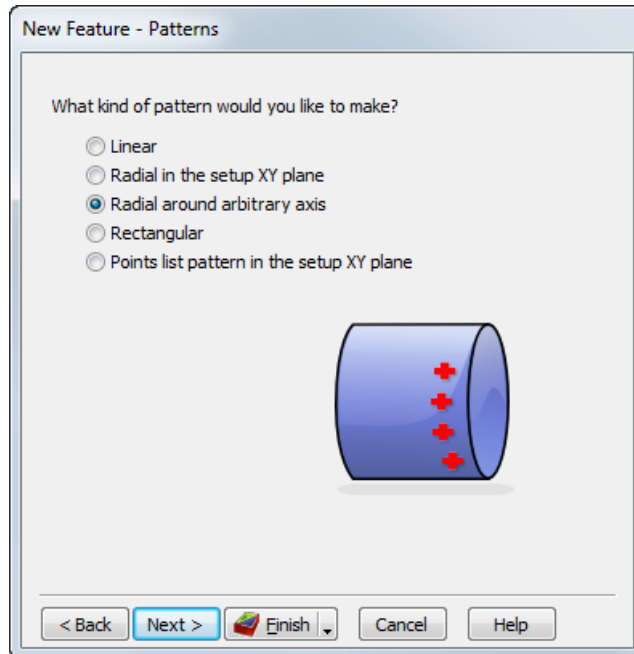 New Feature - Patterns
What kind of pattern would you like to make?
Linear
Radial in the setup XY plane
Radial around arbitrary axis
Rectangular
Points list pattern in the setup XY plane
< Back Next > Finish Cancel Help